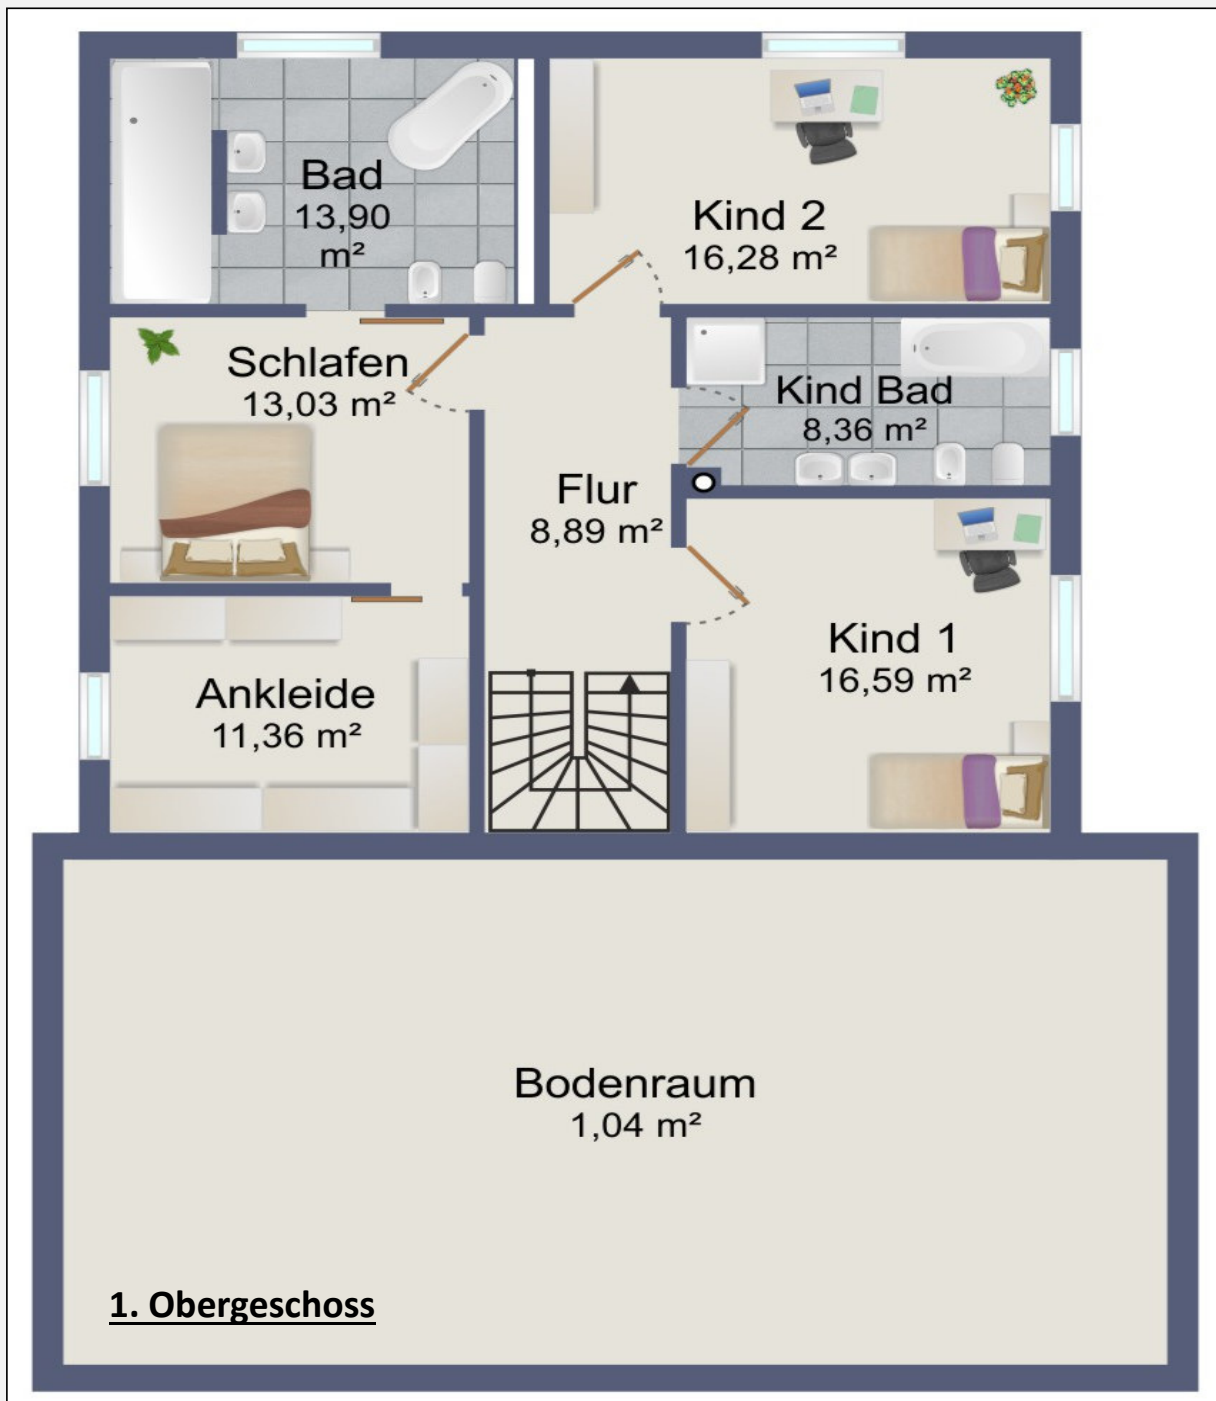 Bad
13,90
m²
Kind 2
16,28 m²
Schlafen
13,03 m²
Kind Bad
8,36 m²
Flur
8,89 m²
Kind 1
16,59 m²
Ankleide
11,36 m²
Bodenraum
1,04 m²
1. Obergeschoss